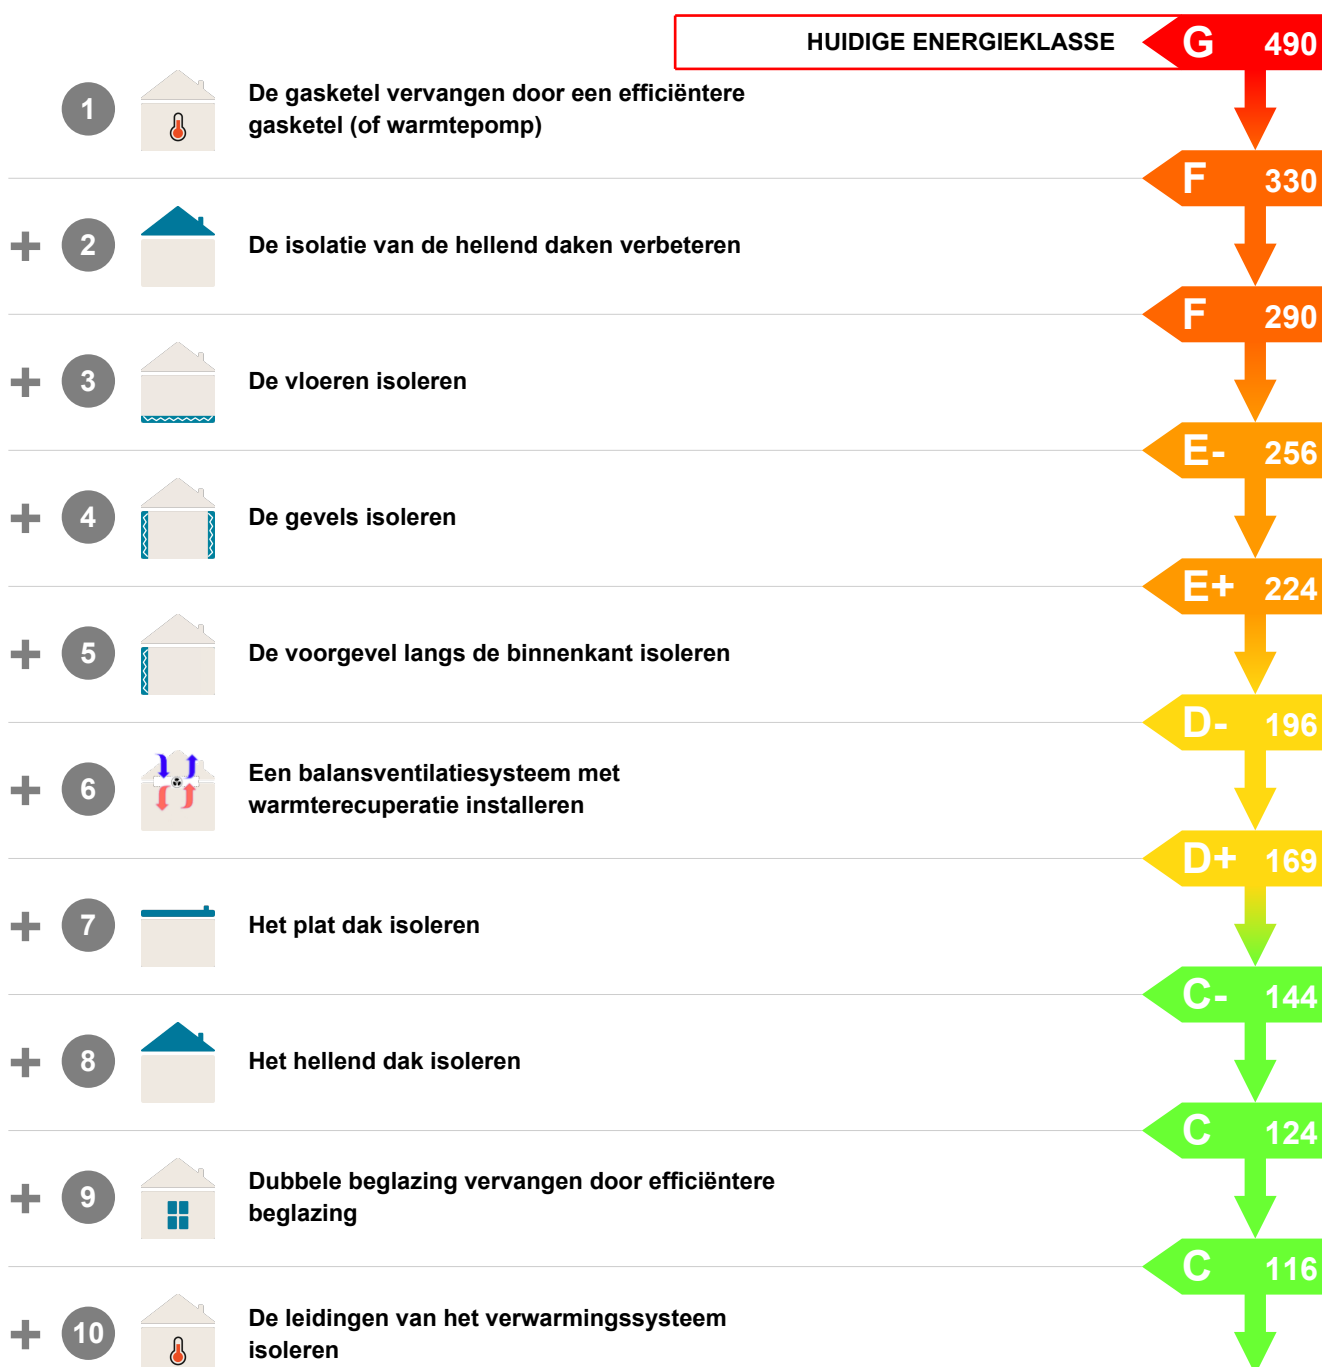 HUIDIGE ENERGIEKLASSE G 490
1 De gasketel vervangen door een efficiëntere
gasketel (of warmtepomp)
F 330
+ 2 De isolatie van de hellend daken verbeteren
F 290
+ 3 De vloeren isoleren
E- 256
+ 4 De gevels isoleren
E+ 224
+ 5 De voorgevel langs de binnenkant isoleren
D- 196
+ 6 Een balansventilatiesysteem met
warmterecuperatie installeren
D+ 169
+ 7 Het plat dak isoleren
C- 144
+ 8 Het hellend dak isoleren
C 124
+ 9 Dubbele beglazing vervangen door efficiëntere
beglazing
C 116
+ 10 De leidingen van het verwarmingssysteem
isoleren